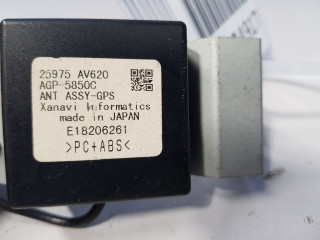 25975 AV620
AGP-5850C
ANT ASSY-GPS
Xanavi Informatics
made in JAPAN
E18206261
>PC+ABS<